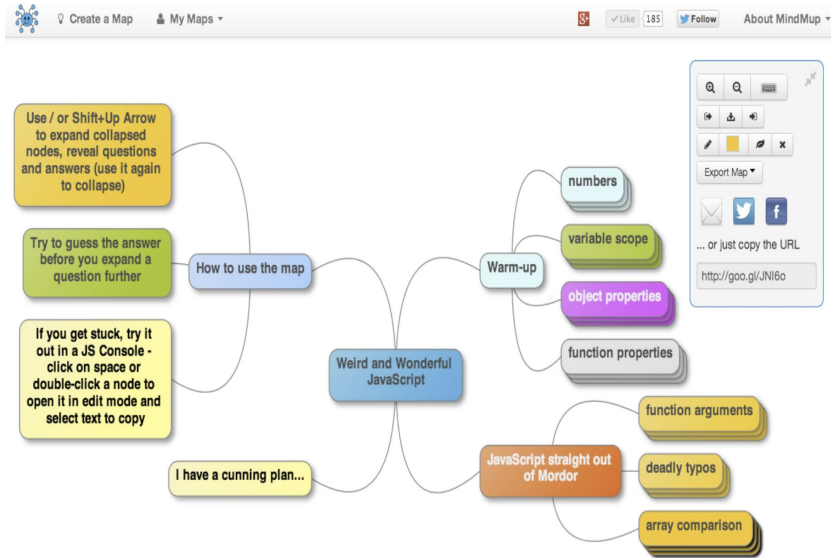 Create a Map
My Maps
Like
185
Follow
About MindMup
Use / or Shift+Up Arrow
to expand collapsed
nodes, reveal questions
and answers (use it again
to collapse)
Try to guess the answer
before you expand a
question further
If you get stuck, try it
out in a JS Console -
click on space or
double-click a node to
open it in edit mode and
select text to copy
How to use the map
I have a cunning plan...
Weird and Wonderful
JavaScript
Warm-up
numbers
variable scope
object properties
function properties
JavaScript straight out
of Mordor
function arguments
deadly typos
array comparison
Export Map
... or just copy the URL
http://goo.gl/JNI6o